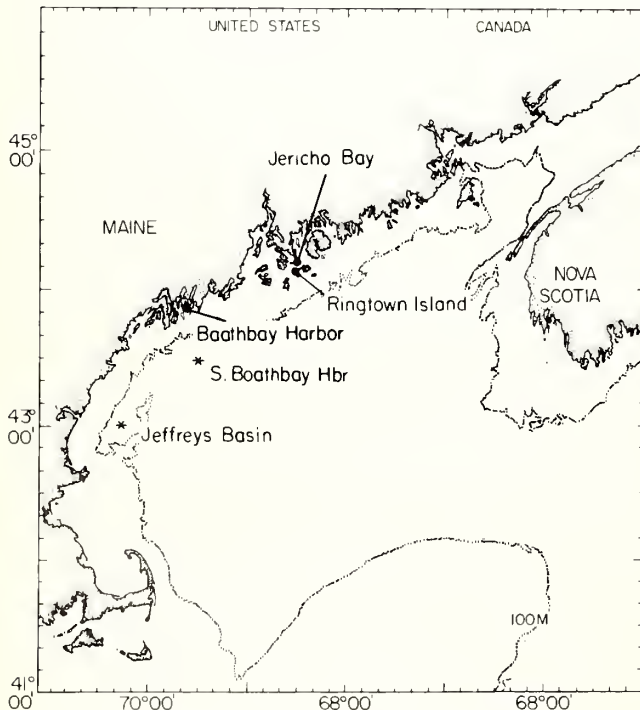 UNITED STATES CANADA
45°
00'
Jericho Bay
MAINE
NOVA
SCOTIA
Ringtown Island
Baathbay Harbor
S. Boathbay Hbr
43°
00'
Jeffreys Basin
100M
41°
00'
00' 70°00' 68°00' 68°00'